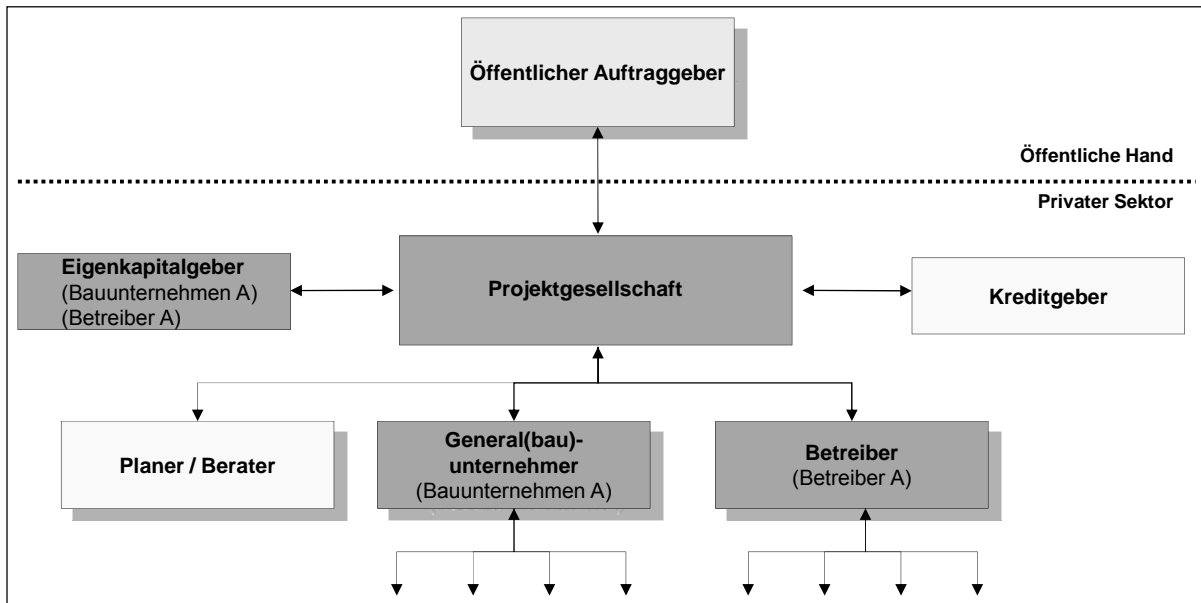 Öffentlicher Auftraggeber
Öffentliche Hand
Privater Sektor
Eigenkapitalgeber
(Bauunternehmen A)
(Betreiber A)
Projektgesellschaft
Kreditgeber
Planer / Berater
General(bau)-
unternehmer
(Bauunternehmen A)
Betreiber
(Betreiber A)